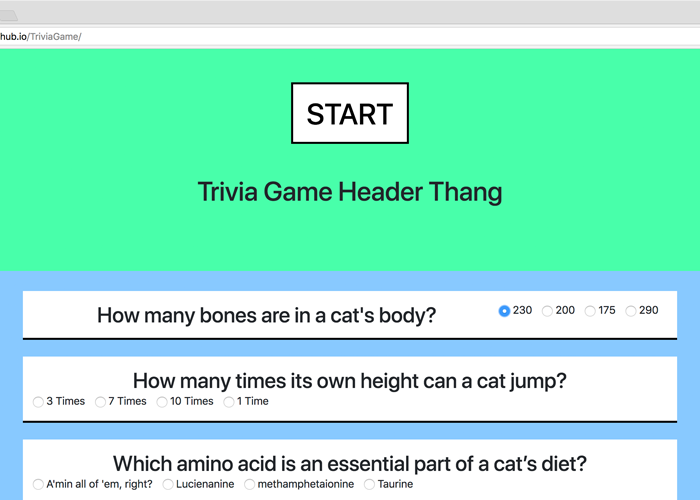 hub.io/TriviaGame/
START
Trivia Game Header Thang
How many bones are in a cat's body? 230 200 175 290
How many times its own height can a cat jump?
3 Times 7 Times 10 Times 1 Time
Which amino acid is an essential part of a cat’s diet?
A'min all of 'em, right? Lucienanine methamphetaionine Taurine